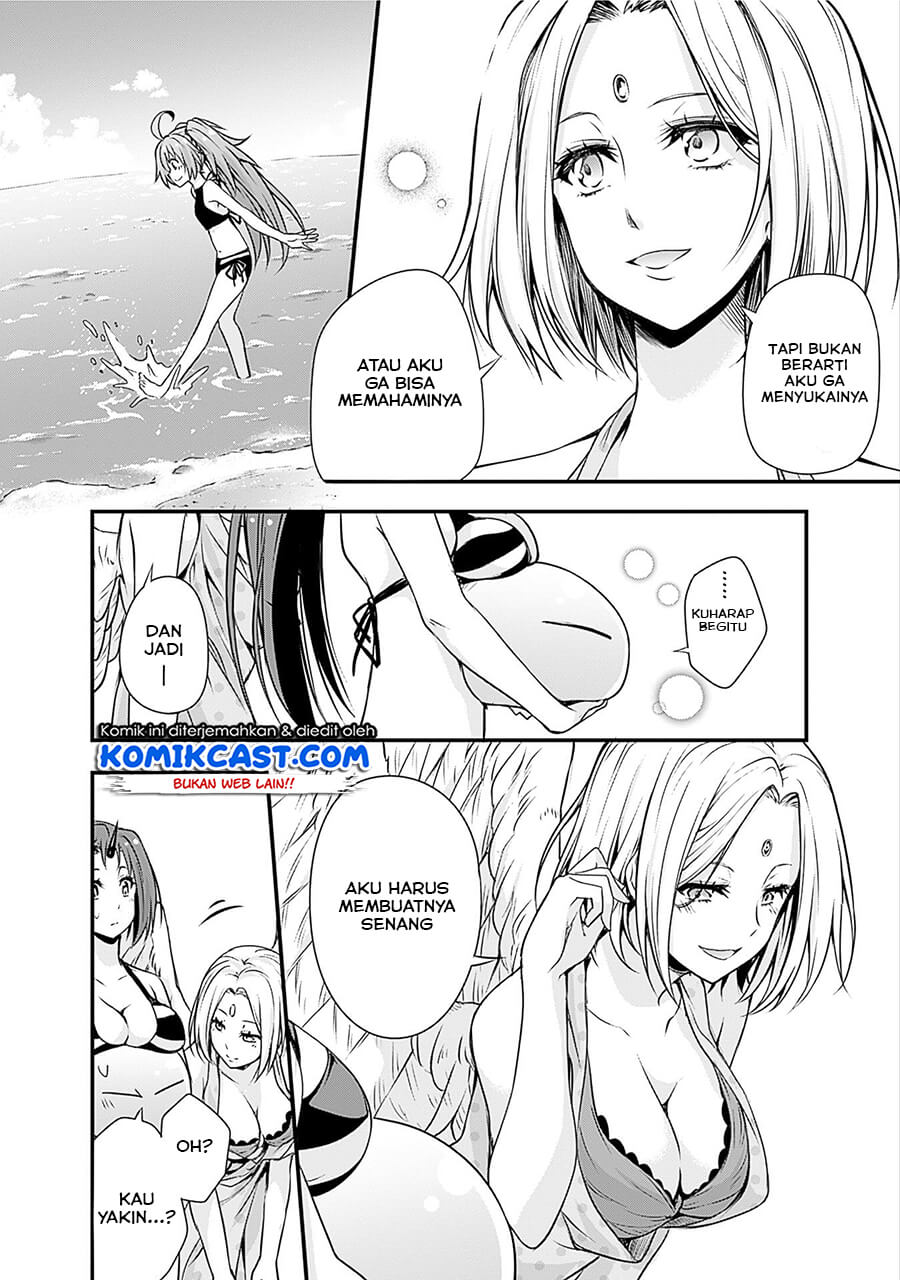 TAPI BUKAN
BERARTI
AKU GA
MENYUKAINYA
ATAU AKU
GA BISA
MEMAHAMINYA
......
KUHARAP
BEGITU
DAN
JADI
—
Komik ini diterjemahkan & diedit oleh
KOMIKCAST.COM
BUKAN WEB LAIN!!
AKU HARUS
MEMBUATNYA
SENANG
OH?
KAU
YAKIN...?